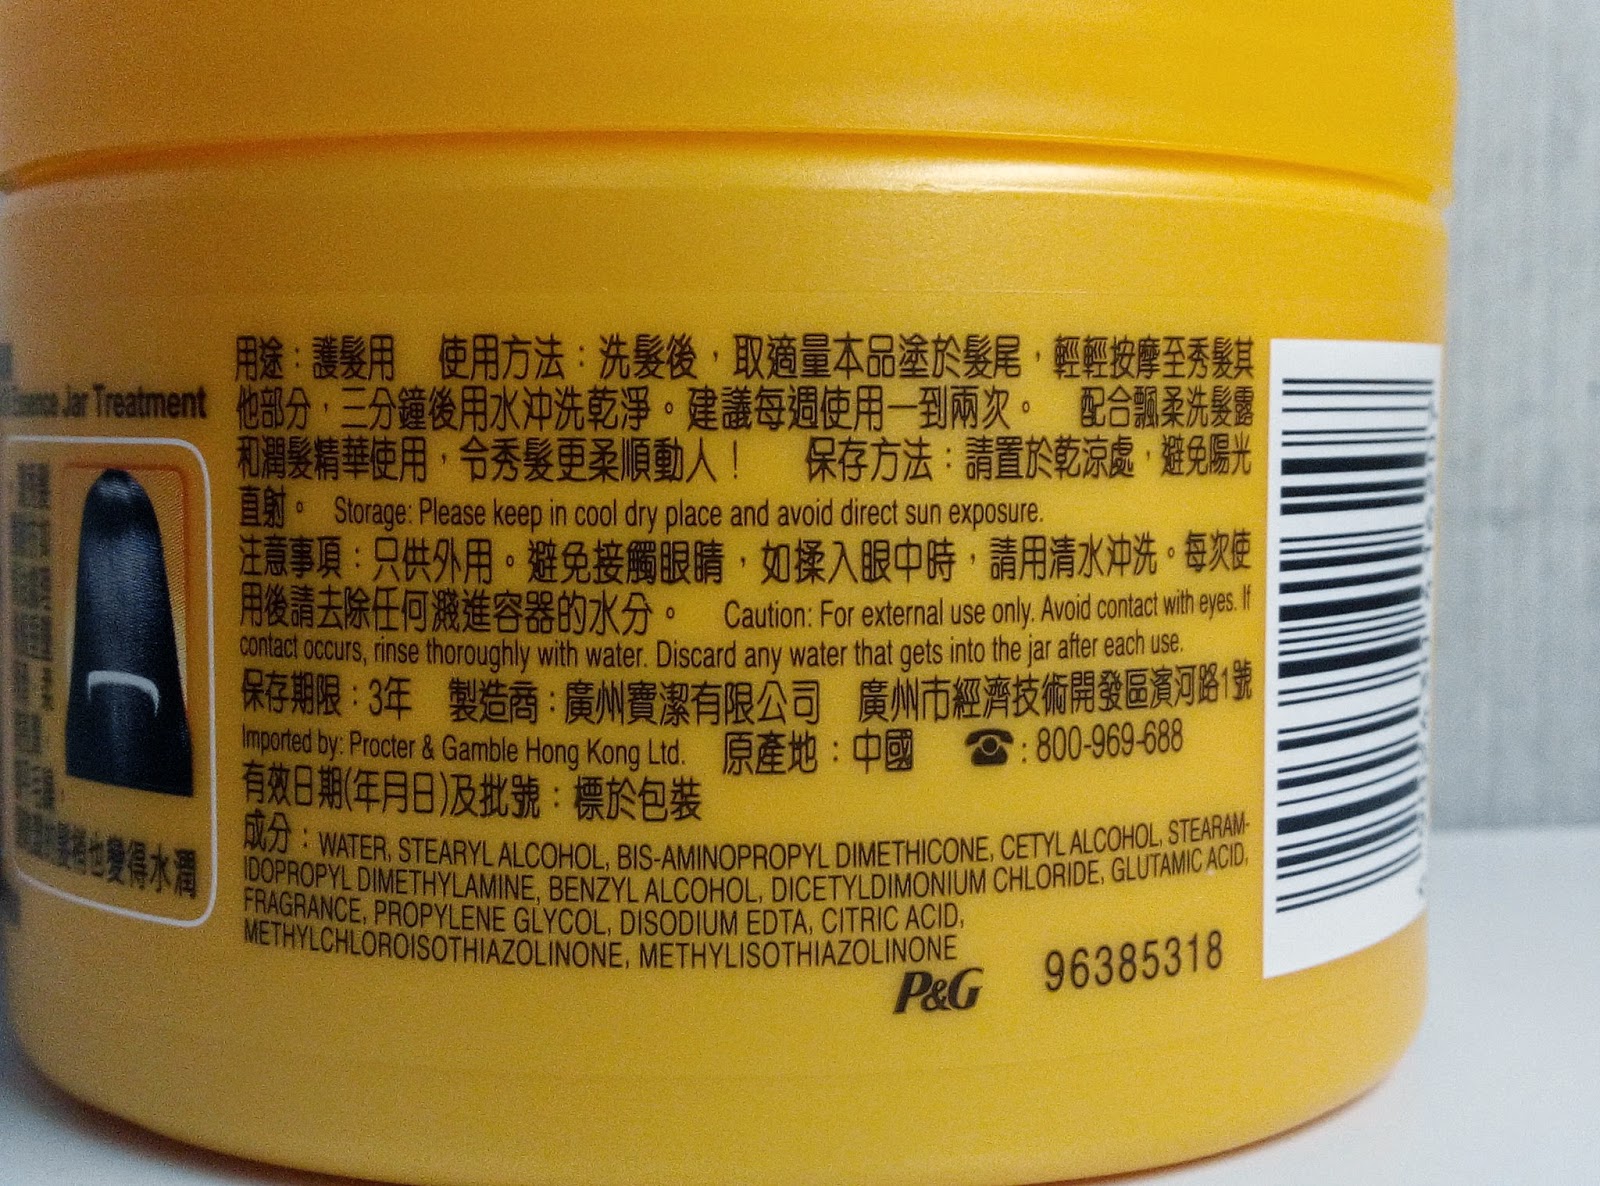 Essence Jar Treatment
也變得水潤
用途：護髮用 使用方法：洗髮後，取適量本品塗於髮尾，輕輕按摩至秀髮其
他部分，三分鐘後用水沖洗乾淨。建議每週使用一到兩次。 配合飄柔洗髮露
和潤髮精華使用，令秀髮更柔順動人！ 保存方法：請置於乾涼處，避免陽光
直射。 Storage: Please keep in cool dry place and avoid direct sun exposure.
注意事項：只供外用。避免接觸眼睛，如揉入眼中時，請用清水沖洗。每次使
用後請去除任何濺進容器的水分。 Caution: For external use only. Avoid contact with eyes. If
contact occurs, rinse thoroughly with water. Discard any water that gets into the jar after each use.
保存期限：3年 製造商：廣州寶潔有限公司 廣州市經濟技術開發區濱河路1號
Imported by: Procter & Gamble Hong Kong Ltd. 原產地：中國 ☎：800-969-688
有效日期(年月日)及批號：標於包裝
成分：WATER, STEARYL ALCOHOL, BIS-AMINOPROPYL DIMETHICONE, CETYL ALCOHOL, STEARAM-
IDOPROPYL DIMETHYLAMINE, BENZYL ALCOHOL, DICETYLDIMONIUM CHLORIDE, GLUTAMIC ACID,
FRAGRANCE, PROPYLENE GLYCOL, DISODIUM EDTA, CITRIC ACID,
METHYLCHLOROISOTHIAZOLINONE, METHYLISOTHIAZOLINONE
P&G 96385318